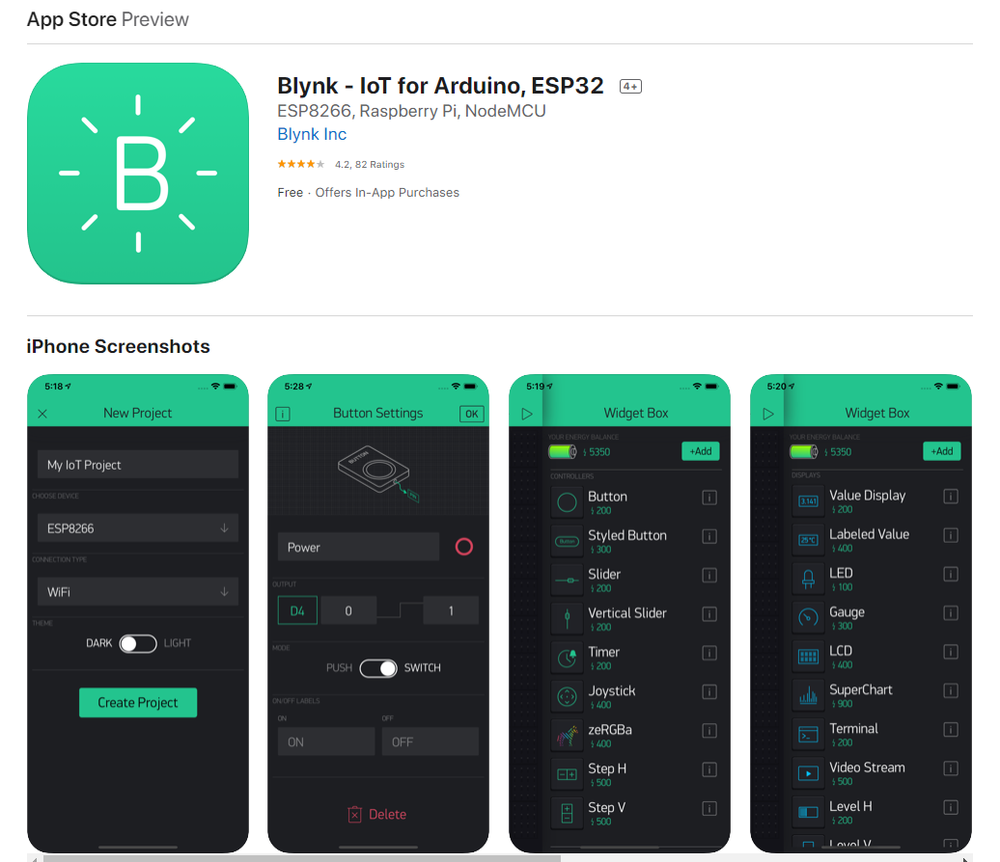 App Store Preview
B
Blynk - IoT for Arduino, ESP32 4+
ESP8266, Raspberry Pi, NodeMCU
Blynk Inc
4.2, 82 Ratings
Free · Offers In-App Purchases
iPhone Screenshots
5:18
New Project
My IoT Project
CHOOSE DEVICE
ESP8266
CONNECTION TYPE
WiFi
THEME
DARK LIGHT
Create Project
5:28
i Button Settings OK
BUTTON
Power
OUTPUT
D4 0 1
MODE
PUSH SWITCH
ON/OFF LABELS
ON OFF
ON OFF
Delete
5:19
Widget Box
YOUR ENERGY BALANCE
5350 +Add
CONTROLLERS
Button
200
Button
Styled Button
300
Slider
200
Vertical Slider
200
Timer
200
Joystick
400
zeRGBa
400
Step H
500
Step V
500
5:20
Widget Box
YOUR ENERGY BALANCE
5350 +Add
DISPLAYS
3.141
Value Display
200
25°C
Labeled Value
400
LED
100
Gauge
300
LCD
400
SuperChart
900
Terminal
200
Video Stream
500
Level H
200
Level V